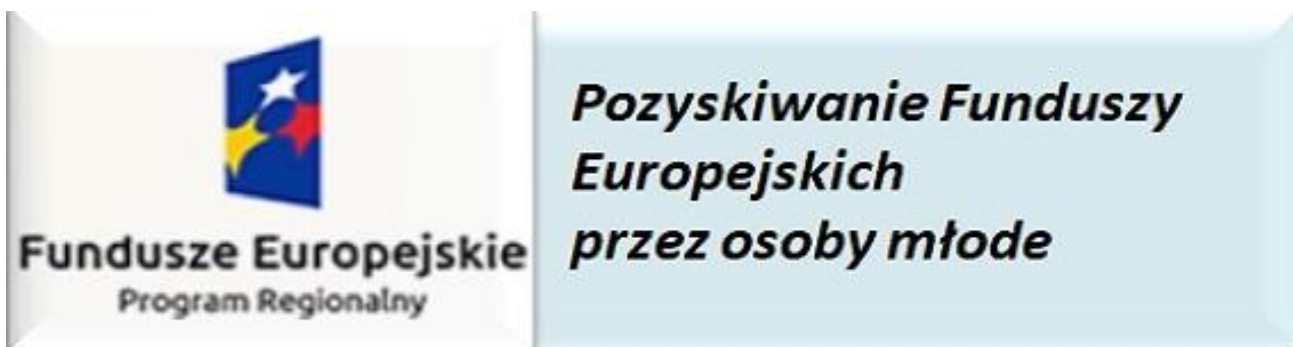 Fundusze Europejskie
Program Regionalny
Pozyskiwanie Funduszy
Europejskich
przez osoby młode